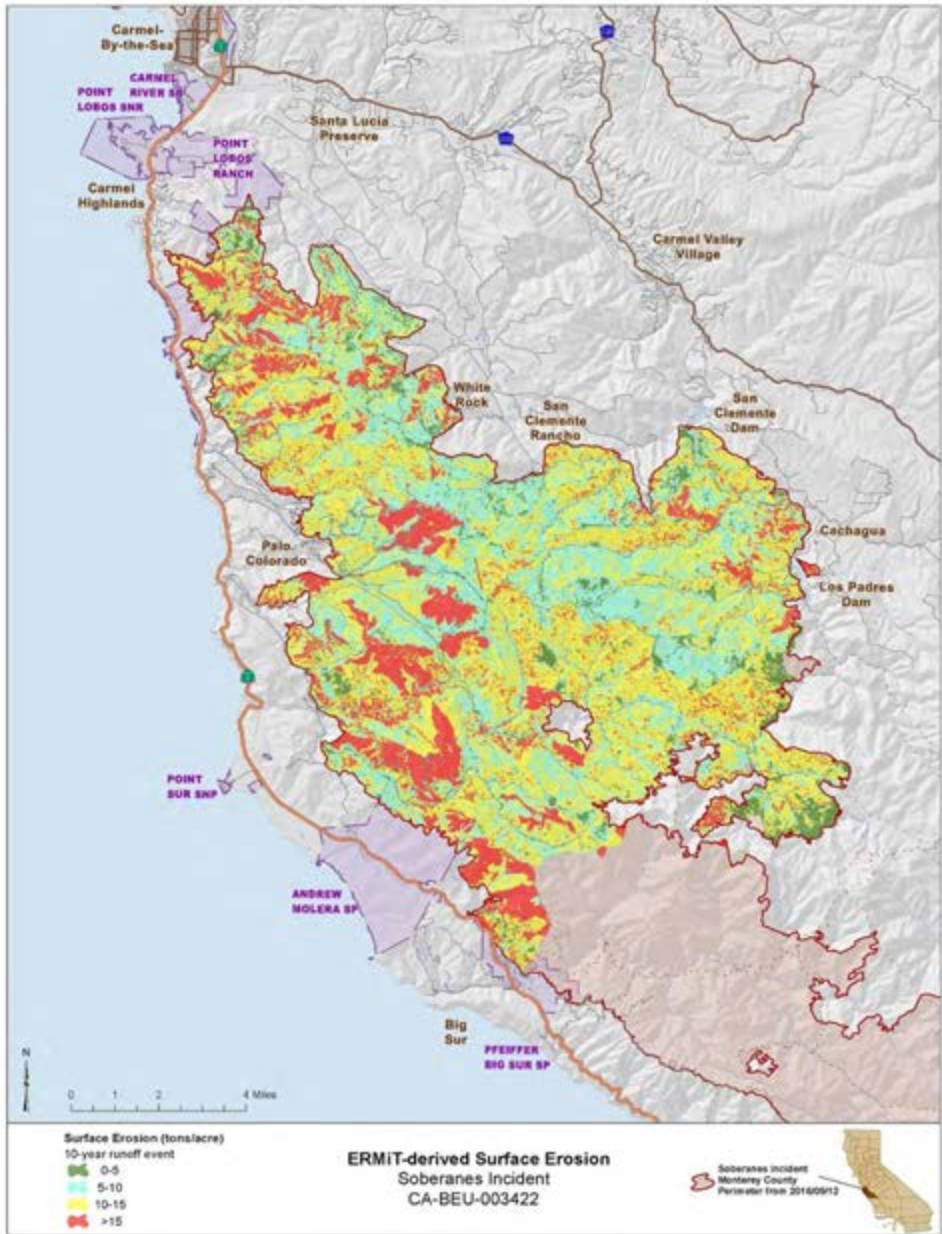 Carmel-
By-the-Sea
CARMEL
RIVER SB
POINT
LOBOS SNR
Santa Lucia
Preserve
POINT
LOBOS
RANCH
Carmel
Highlands
Carmel Valley
Village
White
Rock
San
Clemente
Rancho
San
Clemente
Dam
Cachagua
Palo
Colorado
Los Padres
Dam
POINT
SUR SHP
ANDREW
MOLERA SP
Big
Sur
PFEIFFER
BIG SUR SP
N
0 1 2 4 Miles
Surface Erosion (tons/acre)
10-year runoff event
0-5
5-10
10-15
>15
ERMiT-derived Surface Erosion
Soberanes Incident
CA-BEU-003422
Soberanes Incident
Monterey County
Perimeter from 2016/09/12